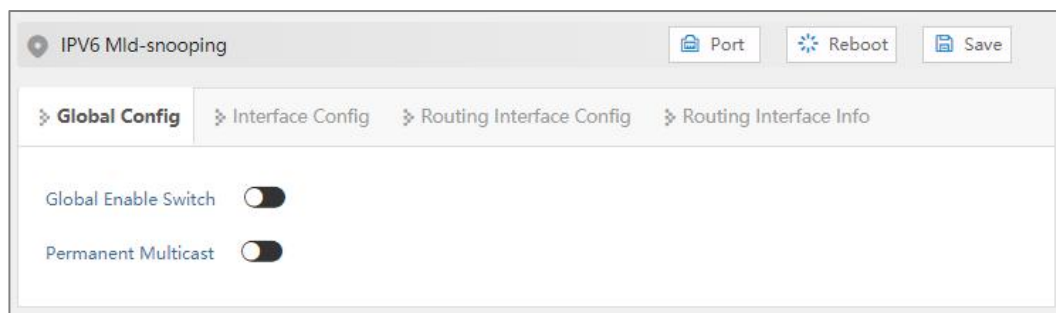 IPV6 Mld-snooping Port Reboot Save
Global Config Interface Config Routing Interface Config Routing Interface Info
Global Enable Switch
Permanent Multicast